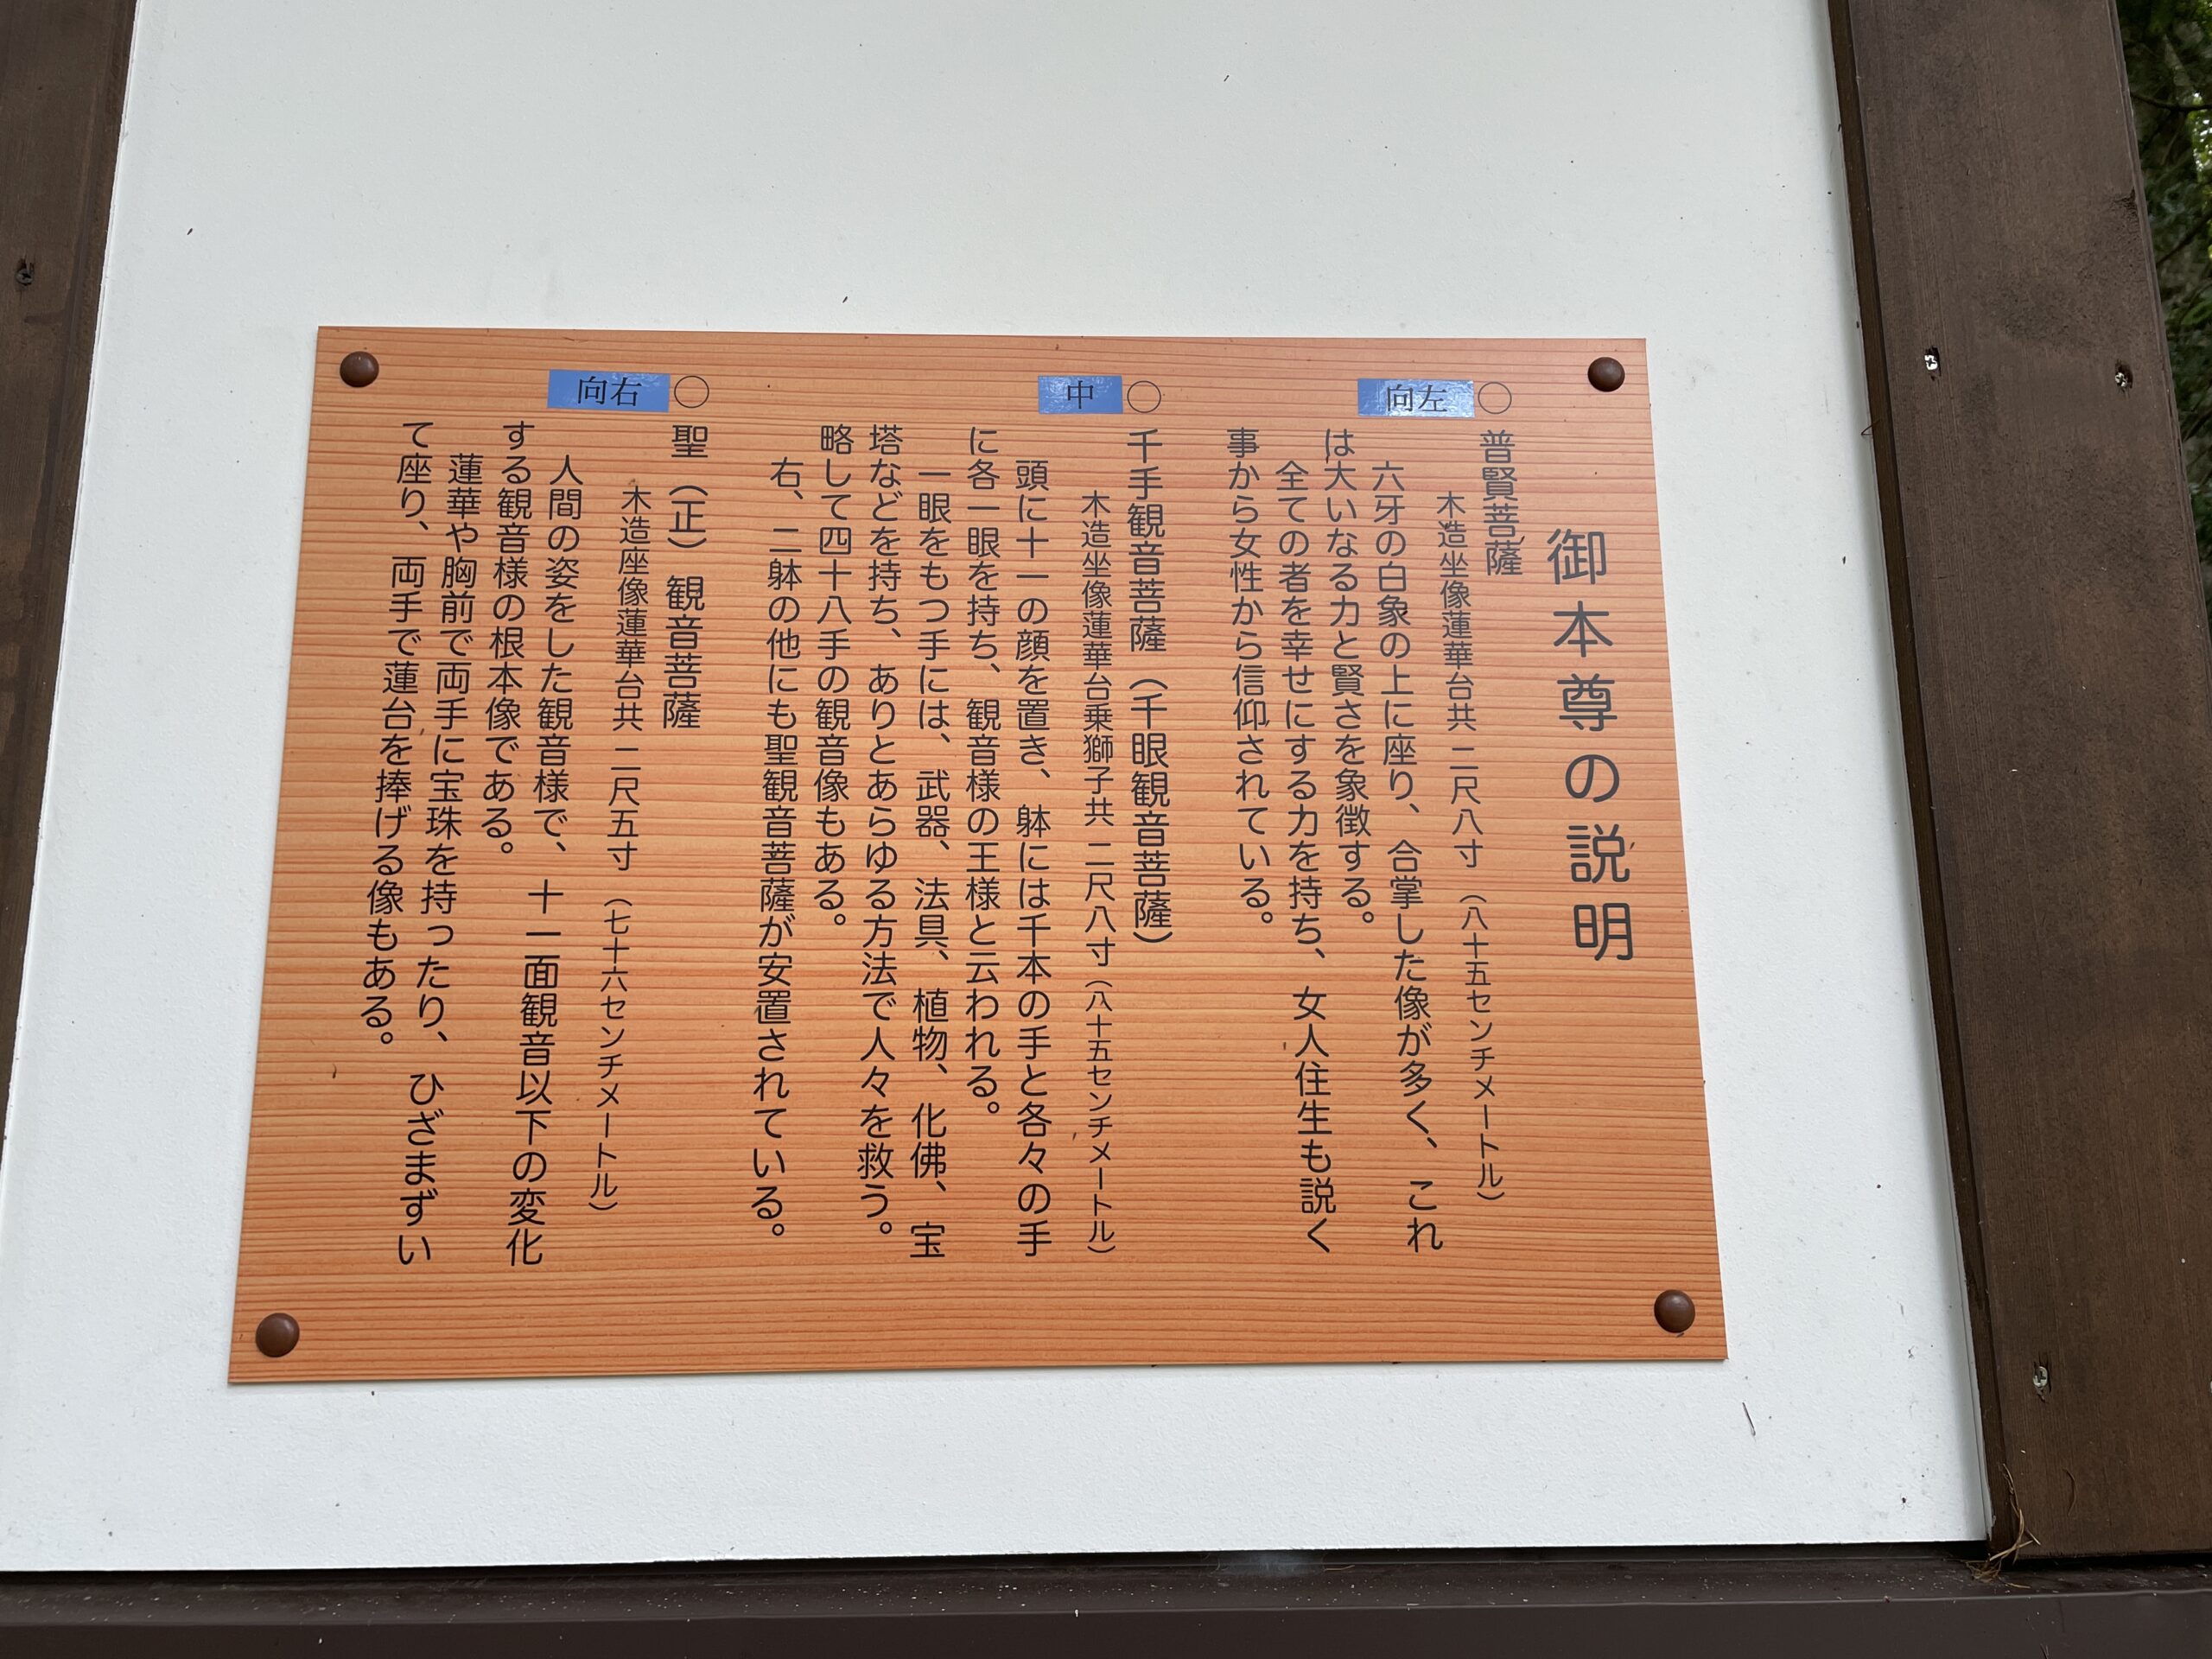 御本尊の説明
○普賢菩薩
向左
木造坐像蓮華台共 二尺八寸 (八十五センチメートル)
六牙の白象の上に座り、合掌した像が多く、これ
は大いなる力と賢さを象徴する。
全ての者を幸せにする力を持ち、女人住生も説く
事から女性から信仰されている。
○千手観音菩薩(千眼観音菩薩)
中
木造坐像蓮華台乗獅子共 二尺八寸(八十五センチメートル)
頭に十一の顔を置き、躰には千本の手と各々の手
に各一眼を持ち、観音様の王様と云われる。
一眼をもつ手には、武器、法具、植物、化佛、宝
塔などを持ち、ありとあらゆる方法で人々を救う。
略して四十八手の観音像もある。
右、二躰の他にも聖観音菩薩が安置されている。
○聖(正)観音菩薩
向右
木造座像蓮華台共 二尺五寸 (七十六センチメートル)
人間の姿をした観音様で、十一面観音以下の変化
する観音様の根本像である。
蓮華や胸前で両手に宝珠を持ったり、ひざまずい
て座り、両手で蓮台を捧げる像もある。